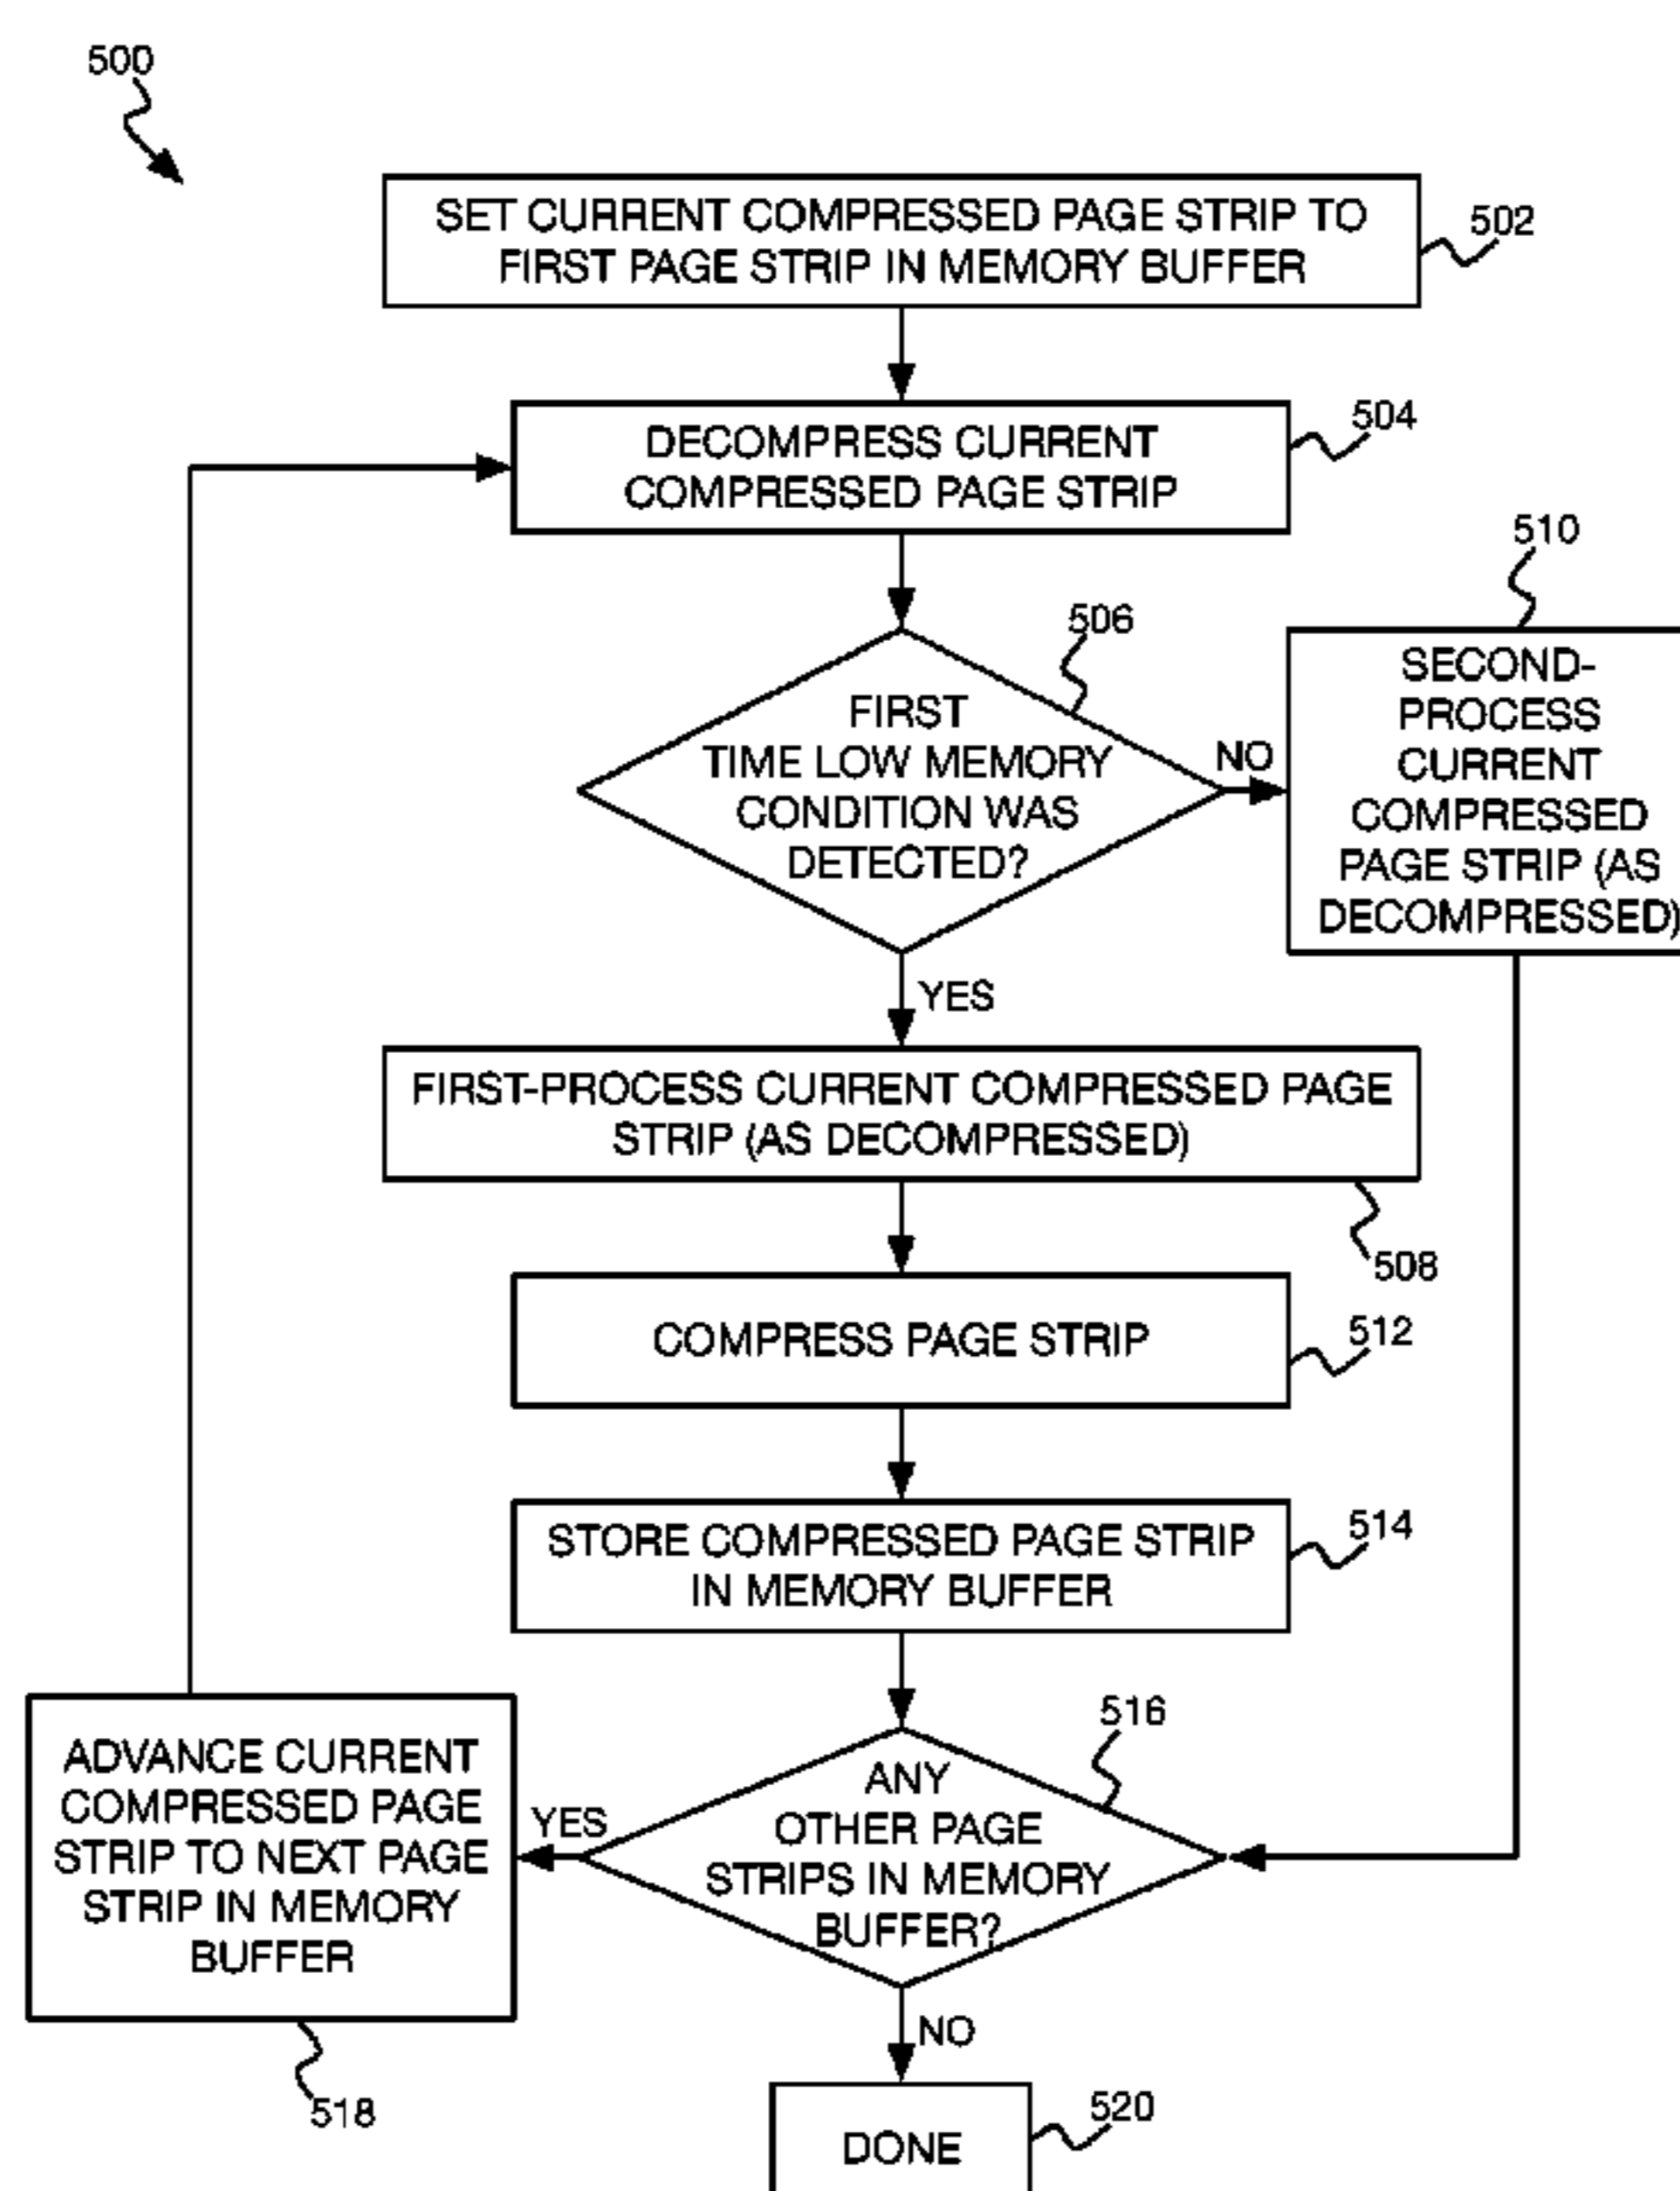 500
SET CURRENT COMPRESSED PAGE STRIP TO
FIRST PAGE STRIP IN MEMORY BUFFER
502
DECOMPRESS CURRENT
COMPRESSED PAGE STRIP
504
FIRST
TIME LOW MEMORY
CONDITION WAS
DETECTED?
506
NO
510
SECOND-
PROCESS
CURRENT
COMPRESSED
PAGE STRIP (AS
DECOMPRESSED)
YES
FIRST-PROCESS CURRENT COMPRESSED PAGE
STRIP (AS DECOMPRESSED)
508
COMPRESS PAGE STRIP
512
STORE COMPRESSED PAGE STRIP
IN MEMORY BUFFER
514
ANY
OTHER PAGE
STRIPS IN MEMORY
BUFFER?
516
YES
ADVANCE CURRENT
COMPRESSED PAGE
STRIP TO NEXT PAGE
STRIP IN MEMORY
BUFFER
518
NO
DONE
520